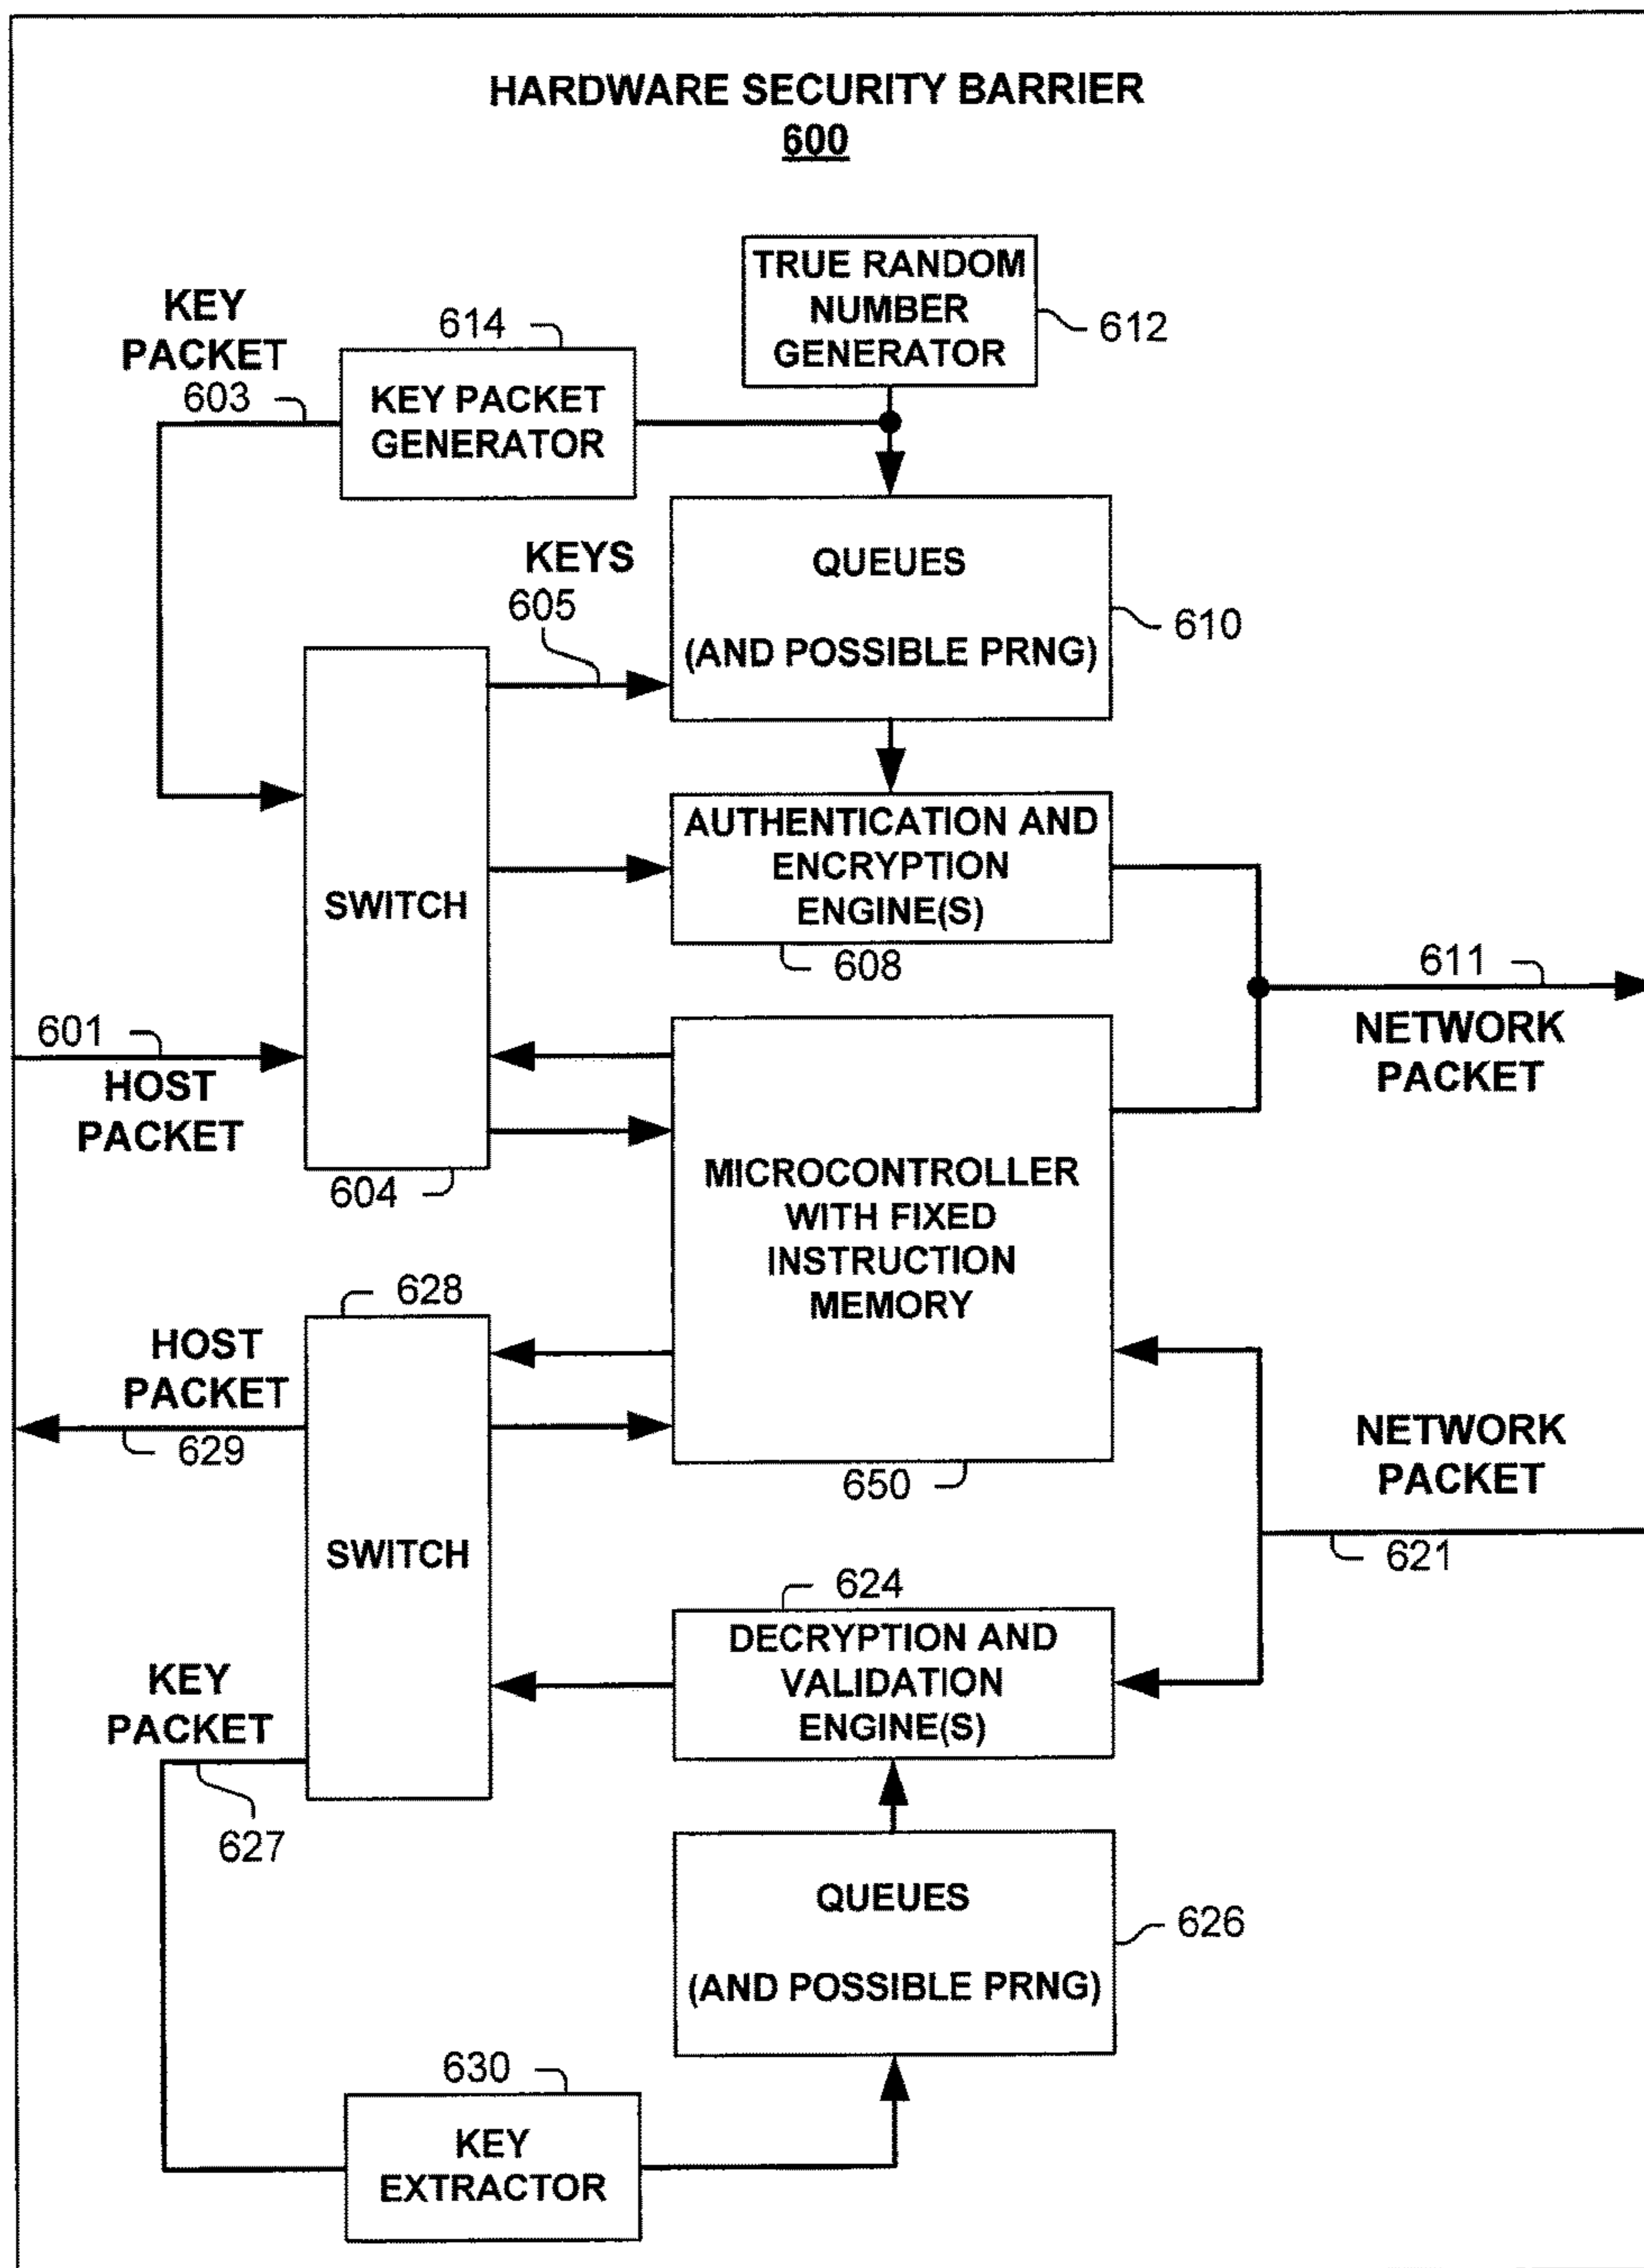 HARDWARE SECURITY BARRIER
600
TRUE RANDOM
NUMBER
GENERATOR
612
KEY
PACKET
603
614
KEY PACKET
GENERATOR
QUEUES
(AND POSSIBLE PRNG)
610
KEYS
605
SWITCH
604
AUTHENTICATION AND
ENCRYPTION
ENGINE(S)
608
611
NETWORK
PACKET
601
HOST
PACKET
MICROCONTROLLER
WITH FIXED
INSTRUCTION
MEMORY
650
628
HOST
PACKET
629
SWITCH
NETWORK
PACKET
621
624
DECRYPTION AND
VALIDATION
ENGINE(S)
KEY
PACKET
627
QUEUES
(AND POSSIBLE PRNG)
626
630
KEY
EXTRACTOR